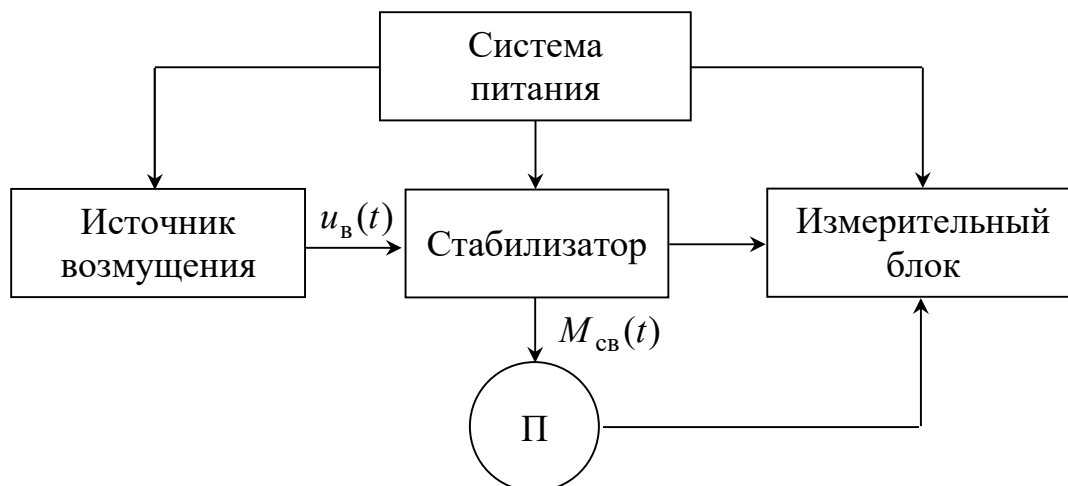 Система
питания
Источник
возмущения
u_в(t)
Стабилизатор
Измерительный
блок
M_св(t)
П